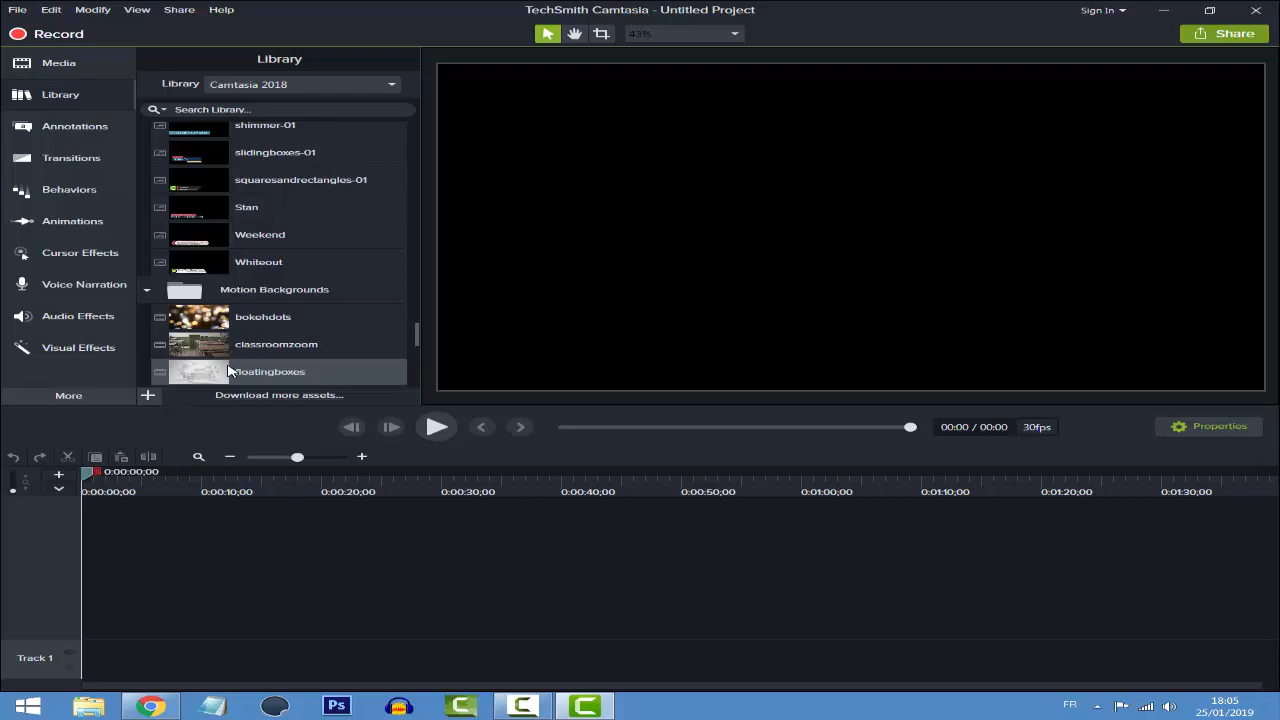 File Edit Modify View Share Help TechSmith Camtasia - Untitled Project Sign In
Record 43% Share
Media
Library
Annotations
Transitions
Behaviors
Animations
Cursor Effects
Voice Narration
Audio Effects
Visual Effects
More
Library
Library Camtasia 2018
Search Library...
shimmer-01
slidingboxes-01
squaresandrectangles-01
Stan
Weekend
Whiteout
Motion Backgrounds
bokehdots
classroomzoom
floatingboxes
Download more assets...
00:00 / 00:00 30fps
Properties
0:00:00;00
0:00:00;00 0:00:10;00 0:00:20;00 0:00:30;00 0:00:40;00 0:00:50;00 0:01:00;00 0:01:10;00 0:01:20;00 0:01:30;00
Track 1
Ps
FR
18:05
25/01/2019